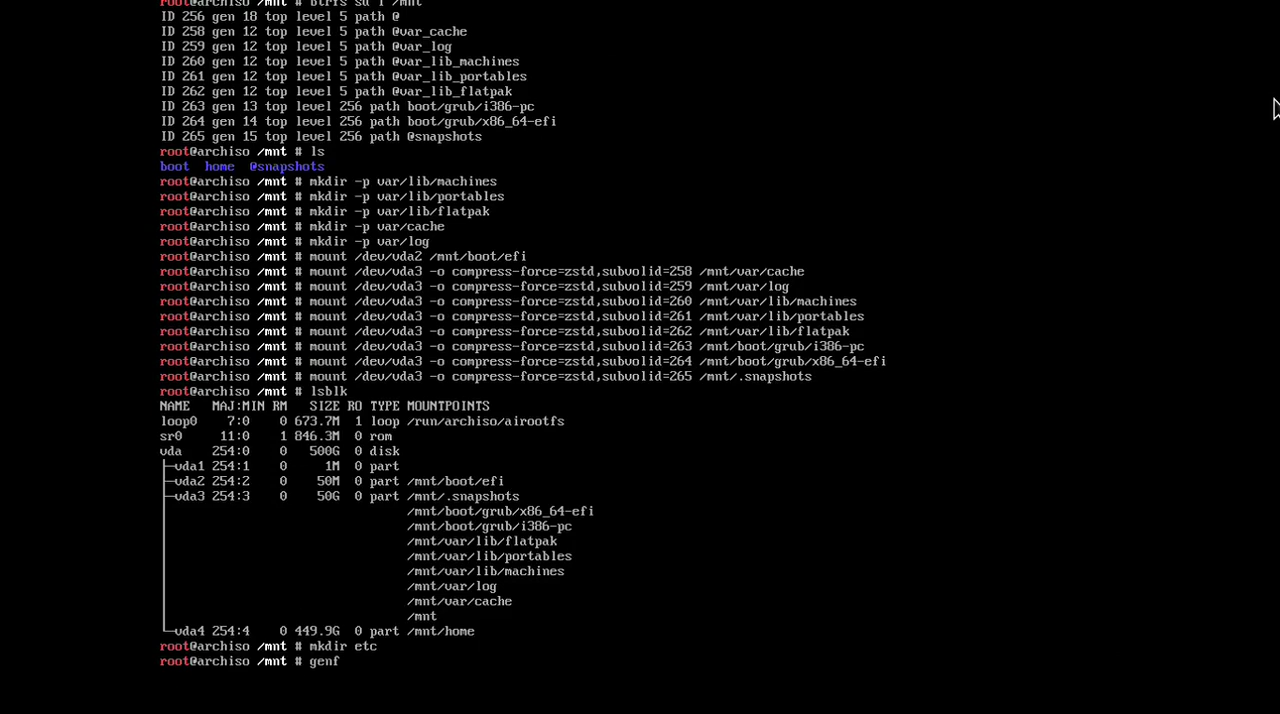 root@archiso /mnt # btrfs su l /mnt
ID 256 gen 18 top level 5 path @
ID 258 gen 12 top level 5 path @var_cache
ID 259 gen 12 top level 5 path @var_log
ID 260 gen 12 top level 5 path @var_lib_machines
ID 261 gen 12 top level 5 path @var_lib_portables
ID 262 gen 12 top level 5 path @var_lib_flatpak
ID 263 gen 13 top level 256 path boot/grub/i386-pc
ID 264 gen 14 top level 256 path boot/grub/x86_64-efi
ID 265 gen 15 top level 256 path @snapshots
root@archiso /mnt # ls
boot  home  @snapshots
root@archiso /mnt # mkdir -p var/lib/machines
root@archiso /mnt # mkdir -p var/lib/portables
root@archiso /mnt # mkdir -p var/lib/flatpak
root@archiso /mnt # mkdir -p var/cache
root@archiso /mnt # mkdir -p var/log
root@archiso /mnt # mount /dev/vda2 /mnt/boot/efi
root@archiso /mnt # mount /dev/vda3 -o compress-force=zstd,subvolid=258 /mnt/var/cache
root@archiso /mnt # mount /dev/vda3 -o compress-force=zstd,subvolid=259 /mnt/var/log
root@archiso /mnt # mount /dev/vda3 -o compress-force=zstd,subvolid=260 /mnt/var/lib/machines
root@archiso /mnt # mount /dev/vda3 -o compress-force=zstd,subvolid=261 /mnt/var/lib/portables
root@archiso /mnt # mount /dev/vda3 -o compress-force=zstd,subvolid=262 /mnt/var/lib/flatpak
root@archiso /mnt # mount /dev/vda3 -o compress-force=zstd,subvolid=263 /mnt/boot/grub/i386-pc
root@archiso /mnt # mount /dev/vda3 -o compress-force=zstd,subvolid=264 /mnt/boot/grub/x86_64-efi
root@archiso /mnt # mount /dev/vda3 -o compress-force=zstd,subvolid=265 /mnt/.snapshots
root@archiso /mnt # lsblk
NAME   MAJ:MIN RM   SIZE RO TYPE MOUNTPOINTS
loop0    7:0    0 673.7M  1 loop /run/archiso/airootfs
sr0     11:0    1 846.3M  0 rom
vda    254:0    0   500G  0 disk
├─vda1 254:1    0     1M  0 part
├─vda2 254:2    0    50M  0 part /mnt/boot/efi
├─vda3 254:3    0    50G  0 part /mnt/.snapshots
│                                /mnt/boot/grub/x86_64-efi
│                                /mnt/boot/grub/i386-pc
│                                /mnt/var/lib/flatpak
│                                /mnt/var/lib/portables
│                                /mnt/var/lib/machines
│                                /mnt/var/log
│                                /mnt/var/cache
│                                /mnt
└─vda4 254:4    0 449.9G  0 part /mnt/home
root@archiso /mnt # mkdir etc
root@archiso /mnt # genf